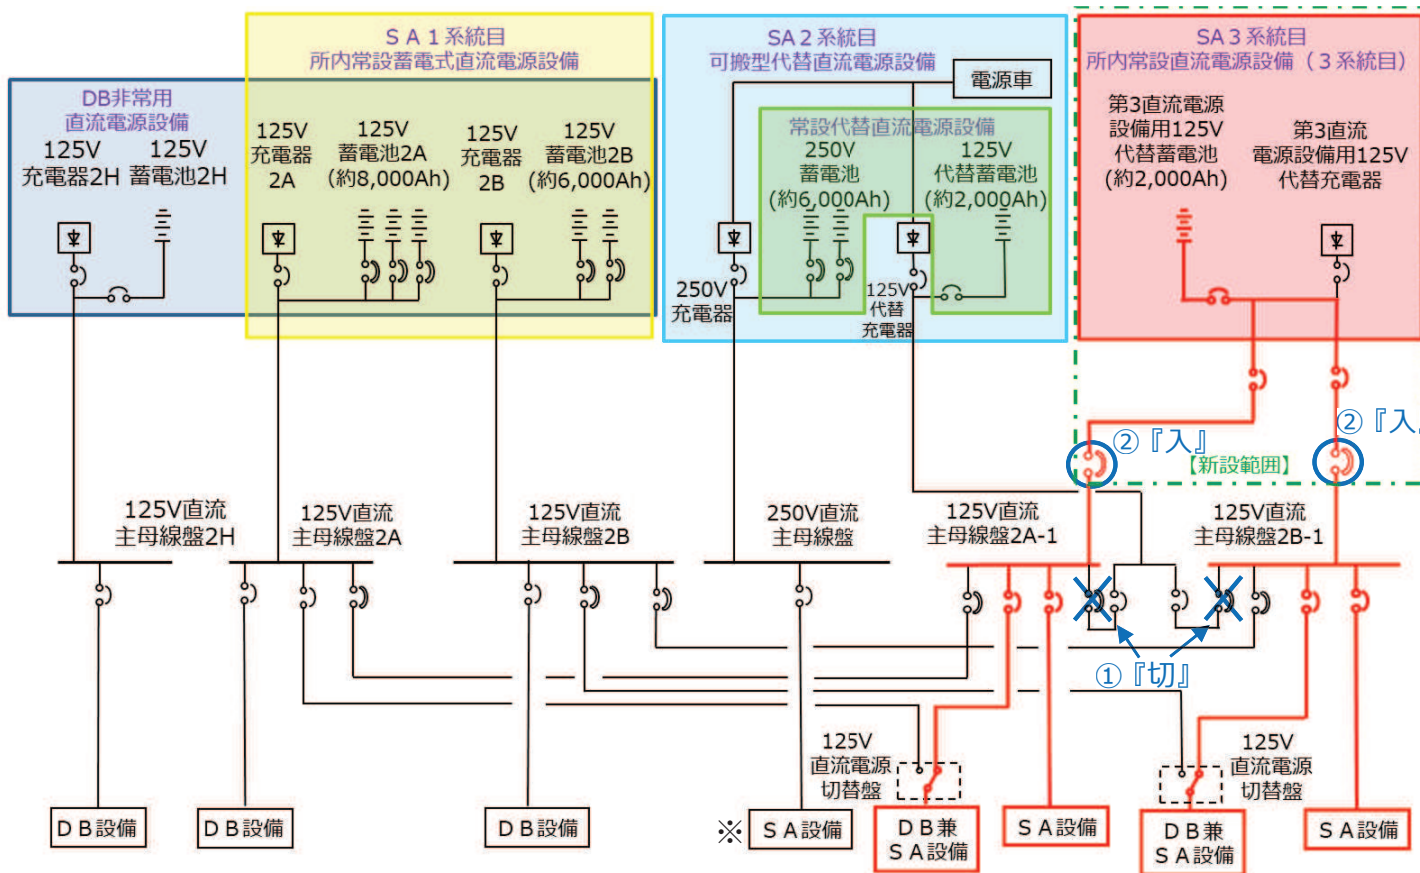 ＳＡ１系統目
所内常設蓄電式直流電源設備
SA２系統目
可搬型代替直流電源設備
SA３系統目
所内常設直流電源設備（３系統目）
DB非常用
直流電源設備
125V
充電器2H
125V
蓄電池2H
125V
充電器
2A
125V
蓄電池2A
(約8,000Ah)
125V
充電器
2B
125V
蓄電池2B
(約6,000Ah)
電源車
常設代替直流電源設備
250V
蓄電池
(約6,000Ah)
125V
代替蓄電池
(約2,000Ah)
250V
充電器
125V
代替
充電器
第3直流電源
設備用125V
代替蓄電池
(約2,000Ah)
第3直流
電源設備用125V
代替充電器
②『入』
②『入』
【新設範囲】
125V直流
主母線盤2H
125V直流
主母線盤2A
125V直流
主母線盤2B
250V直流
主母線盤
125V直流
主母線盤2A-1
125V直流
主母線盤2B-1
①『切』
125V
直流電源
切替盤
125V
直流電源
切替盤
ＤＢ設備
ＤＢ設備
ＤＢ設備
※
ＳＡ設備
ＤＢ兼
ＳＡ設備
ＳＡ設備
ＤＢ兼
ＳＡ設備
ＳＡ設備